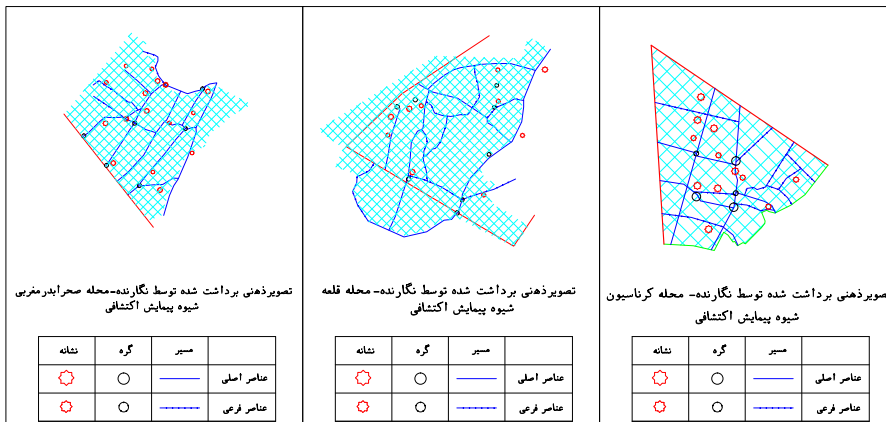 تصویرذهنی برداشت شده توسط نگارنده- محله کرناسیون
شیوه پیمایش اکتشافی
مسیر گره نشانه
عناصر اصلی
عناصر فرعی
تصویرذهنی برداشت شده توسط نگارنده-محله قلعه
شیوه پیمایش اکتشافی
مسیر گره نشانه
عناصر اصلی
عناصر فرعی
تصویرذهنی برداشت شده توسط نگارنده-محله صحرابدرمغربی
شیوه پیمایش اکتشافی
مسیر گره نشانه
عناصر اصلی
عناصر فرعی